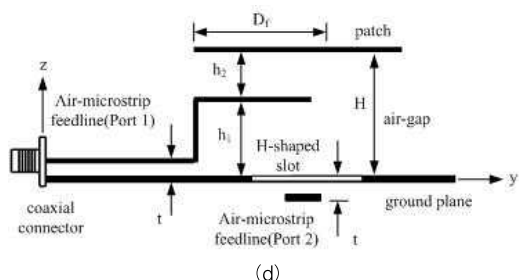 D_f
patch
z
h₂
Air-microstrip
feedline(Port 1)
H
h₁
air-gap
H-shaped
slot
y
coaxial
connector
t
Air-microstrip
feedline(Port 2)
t
ground plane
(d)